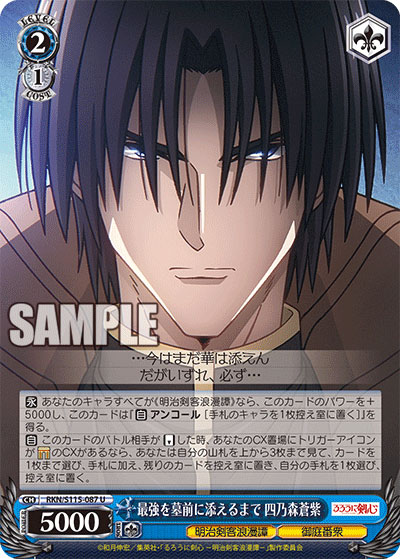 LEVEL
2
1
COST
SAMPLE
…今はまだ華は添えん
だがいずれ、必ず…
永 あなたのキャラすべてが《明治剣客浪漫譚》なら、このカードのパワーを+
5000し、このカードは『自 アンコール [手札のキャラを1枚控え室に置く]』を
得る。
自 このカードのバトル相手が した時、あなたのCX置場にトリガーアイコン
が のCXがあるなら、あなたは自分の山札を上から3枚まで見て、カードを
1枚まで選び、手札に加え、残りのカードを控え室に置き、自分の手札を1枚選び、
控え室に置く。
RKN/S115-087 U
5000
最強を墓前に添えるまで 四乃森蒼紫
るろうに剣心
明治剣客浪漫譚
御庭番衆
©和月伸宏/集英社・「るろうに剣心 -明治剣客浪漫譚-」製作委員会